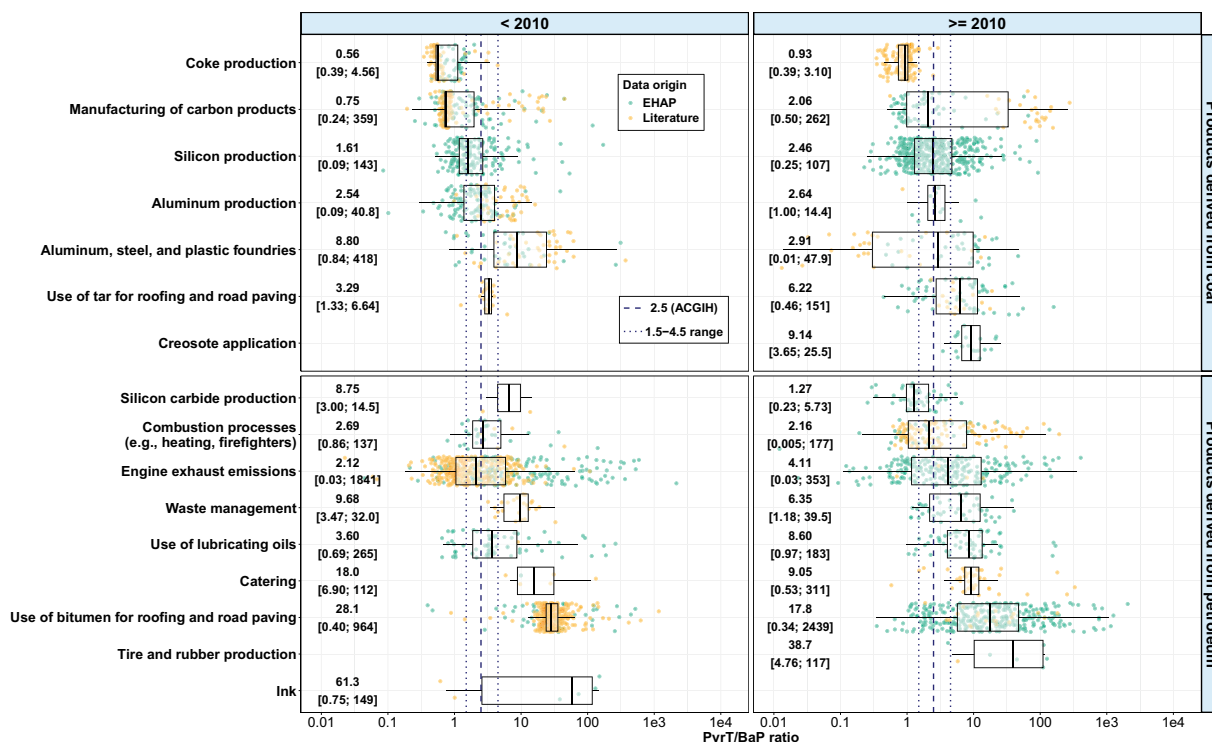 < 2010
>= 2010
Coke production
0.56
[0.39; 4.56]
0.93
[0.39; 3.10]
Manufacturing of carbon products
0.75
[0.24; 359]
2.06
[0.50; 262]
Silicon production
1.61
[0.09; 143]
2.46
[0.25; 107]
Aluminum production
2.54
[0.09; 40.8]
2.64
[1.00; 14.4]
Aluminum, steel, and plastic foundries
8.80
[0.84; 418]
2.91
[0.01; 47.9]
Use of tar for roofing and road paving
3.29
[1.33; 6.64]
6.22
[0.46; 151]
Creosote application
9.14
[3.65; 25.5]
Data origin
EHAP
Literature
2.5 (ACGIH)
1.5−4.5 range
Products derived from coal
Silicon carbide production
8.75
[3.00; 14.5]
1.27
[0.23; 5.73]
Combustion processes
(e.g., heating, firefighters)
2.69
[0.86; 137]
2.16
[0.005; 177]
Engine exhaust emissions
2.12
[0.03; 1841]
4.11
[0.03; 353]
Waste management
9.68
[3.47; 32.0]
6.35
[1.18; 39.5]
Use of lubricating oils
3.60
[0.69; 265]
8.60
[0.97; 183]
Catering
18.0
[6.90; 112]
9.05
[0.53; 311]
Use of bitumen for roofing and road paving
28.1
[0.40; 964]
17.8
[0.34; 2439]
Tire and rubber production
38.7
[4.76; 117]
Ink
61.3
[0.75; 149]
Products derived from petroleum
0.01 0.1 1 10 100 1e3 1e4
0.01 0.1 1 10 100 1e3 1e4
PyrT/BaP ratio